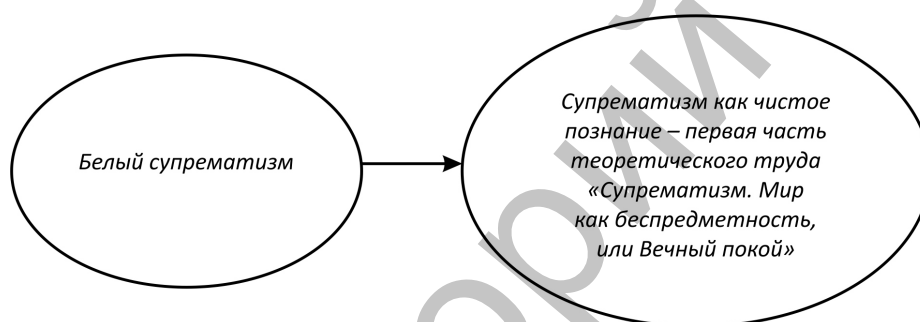 Белый супрематизм
Супрематизм как чистое
познание – первая часть
теоретического труда
«Супрематизм. Мир
как беспредметность,
или Вечный покой»